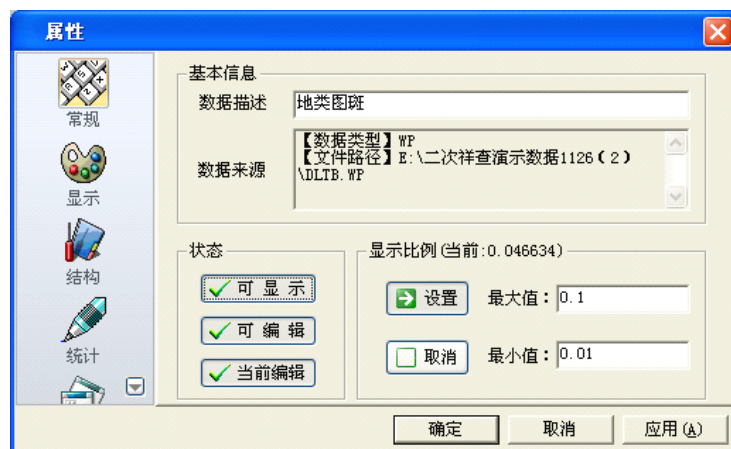 属性
常规
显示
结构
统计
基本信息
数据描述 地类图斑
数据来源
【数据类型】WP
【文件路径】E:\二次祥查演示数据1126(2)
\DLTB.WP
状态
可显示
可编辑
当前编辑
显示比例(当前:0.046634)
设置 最大值:0.1
取消 最小值:0.01
确定 取消 应用(A)